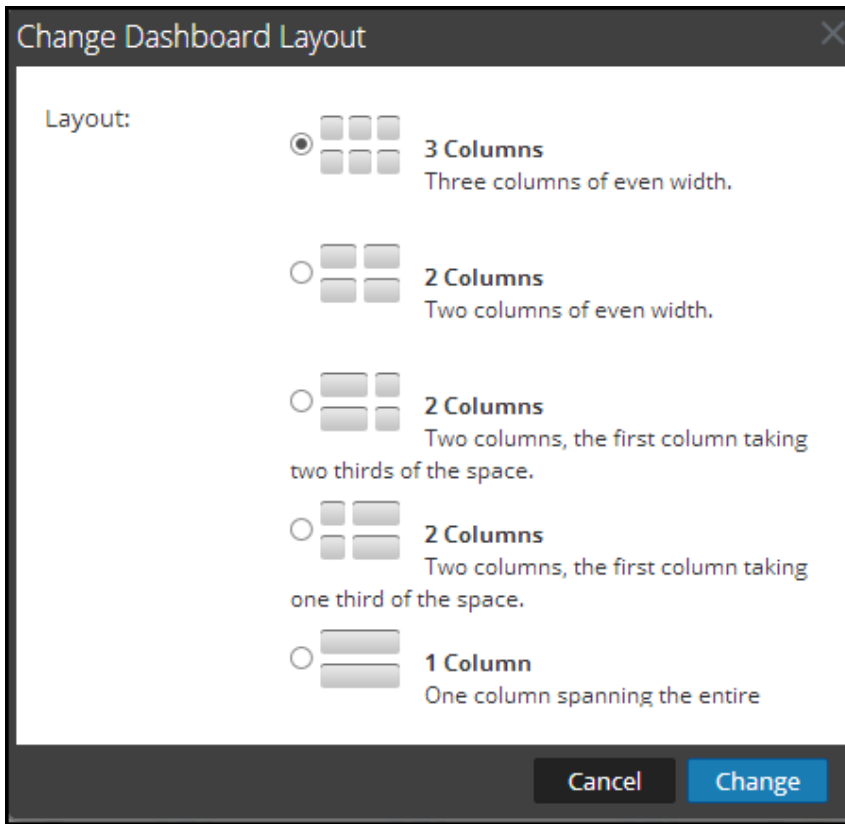 Change Dashboard Layout
Layout:
3 Columns
Three columns of even width.
2 Columns
Two columns of even width.
2 Columns
Two columns, the first column taking
two thirds of the space.
2 Columns
Two columns, the first column taking
one third of the space.
1 Column
One column spanning the entire
Cancel
Change